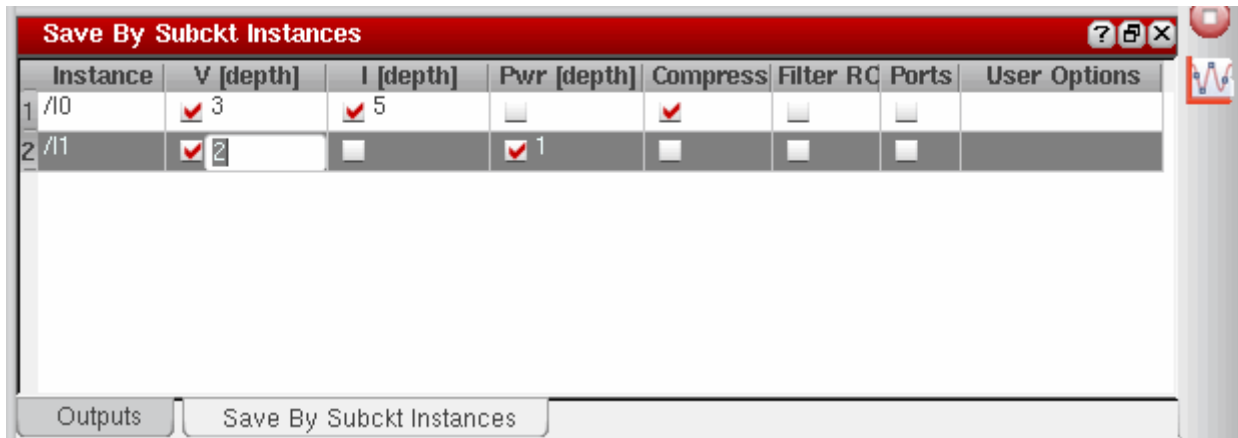 Save By Subckt Instances
Instance V [depth] I [depth] Pwr [depth] Compress Filter RC Ports User Options
1 /I0 3 5
2 /I1 2 1
Outputs Save By Subckt Instances